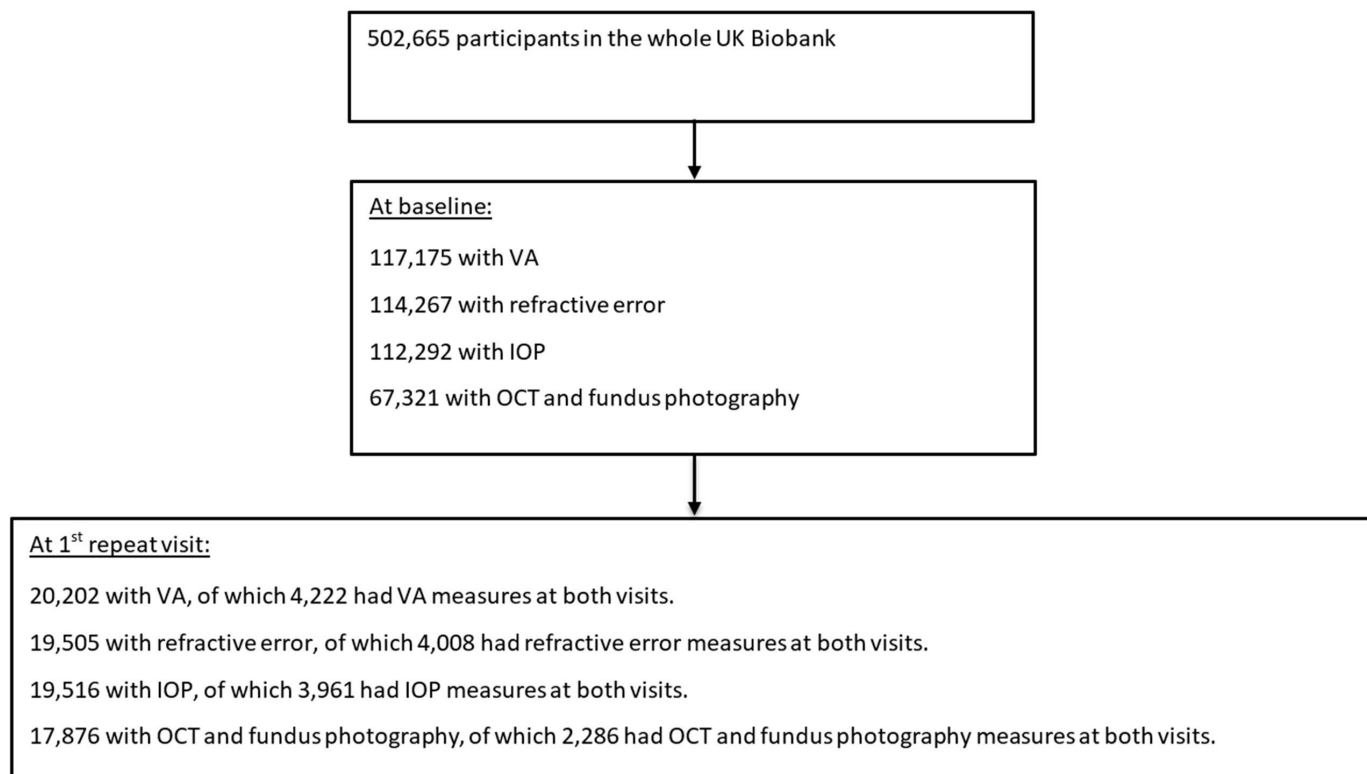 502,665 participants in the whole UK Biobank
At baseline:
117,175 with VA
114,267 with refractive error
112,292 with IOP
67,321 with OCT and fundus photography
At 1st repeat visit:
20,202 with VA, of which 4,222 had VA measures at both visits.
19,505 with refractive error, of which 4,008 had refractive error measures at both visits.
19,516 with IOP, of which 3,961 had IOP measures at both visits.
17,876 with OCT and fundus photography, of which 2,286 had OCT and fundus photography measures at both visits.